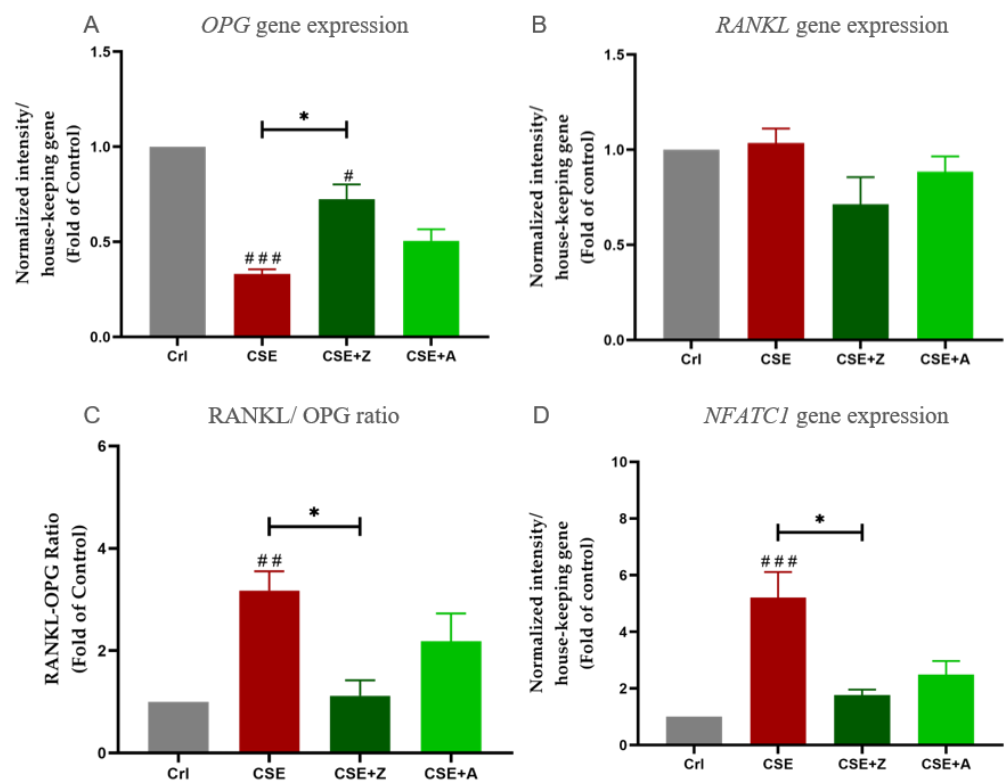 A
OPG gene expression
Normalized intensity/
house-keeping gene
(Fold of Control)
1.5
1.0
0.5
0.0
*
###
#
Crl
CSE
CSE+Z
CSE+A
B
RANKL gene expression
Normalized intensity/
house-keeping gene
(Fold of control)
1.5
1.0
0.5
0.0
Crl
CSE
CSE+Z
CSE+A
C
RANKL/ OPG ratio
RANKL-OPG Ratio
(Fold of Control)
6
4
2
0
*
##
Crl
CSE
CSE+Z
CSE+A
D
NFATC1 gene expression
Normalized intensity/
house-keeping gene
(Fold of control)
10
8
6
4
2
0
*
###
Crl
CSE
CSE+Z
CSE+A